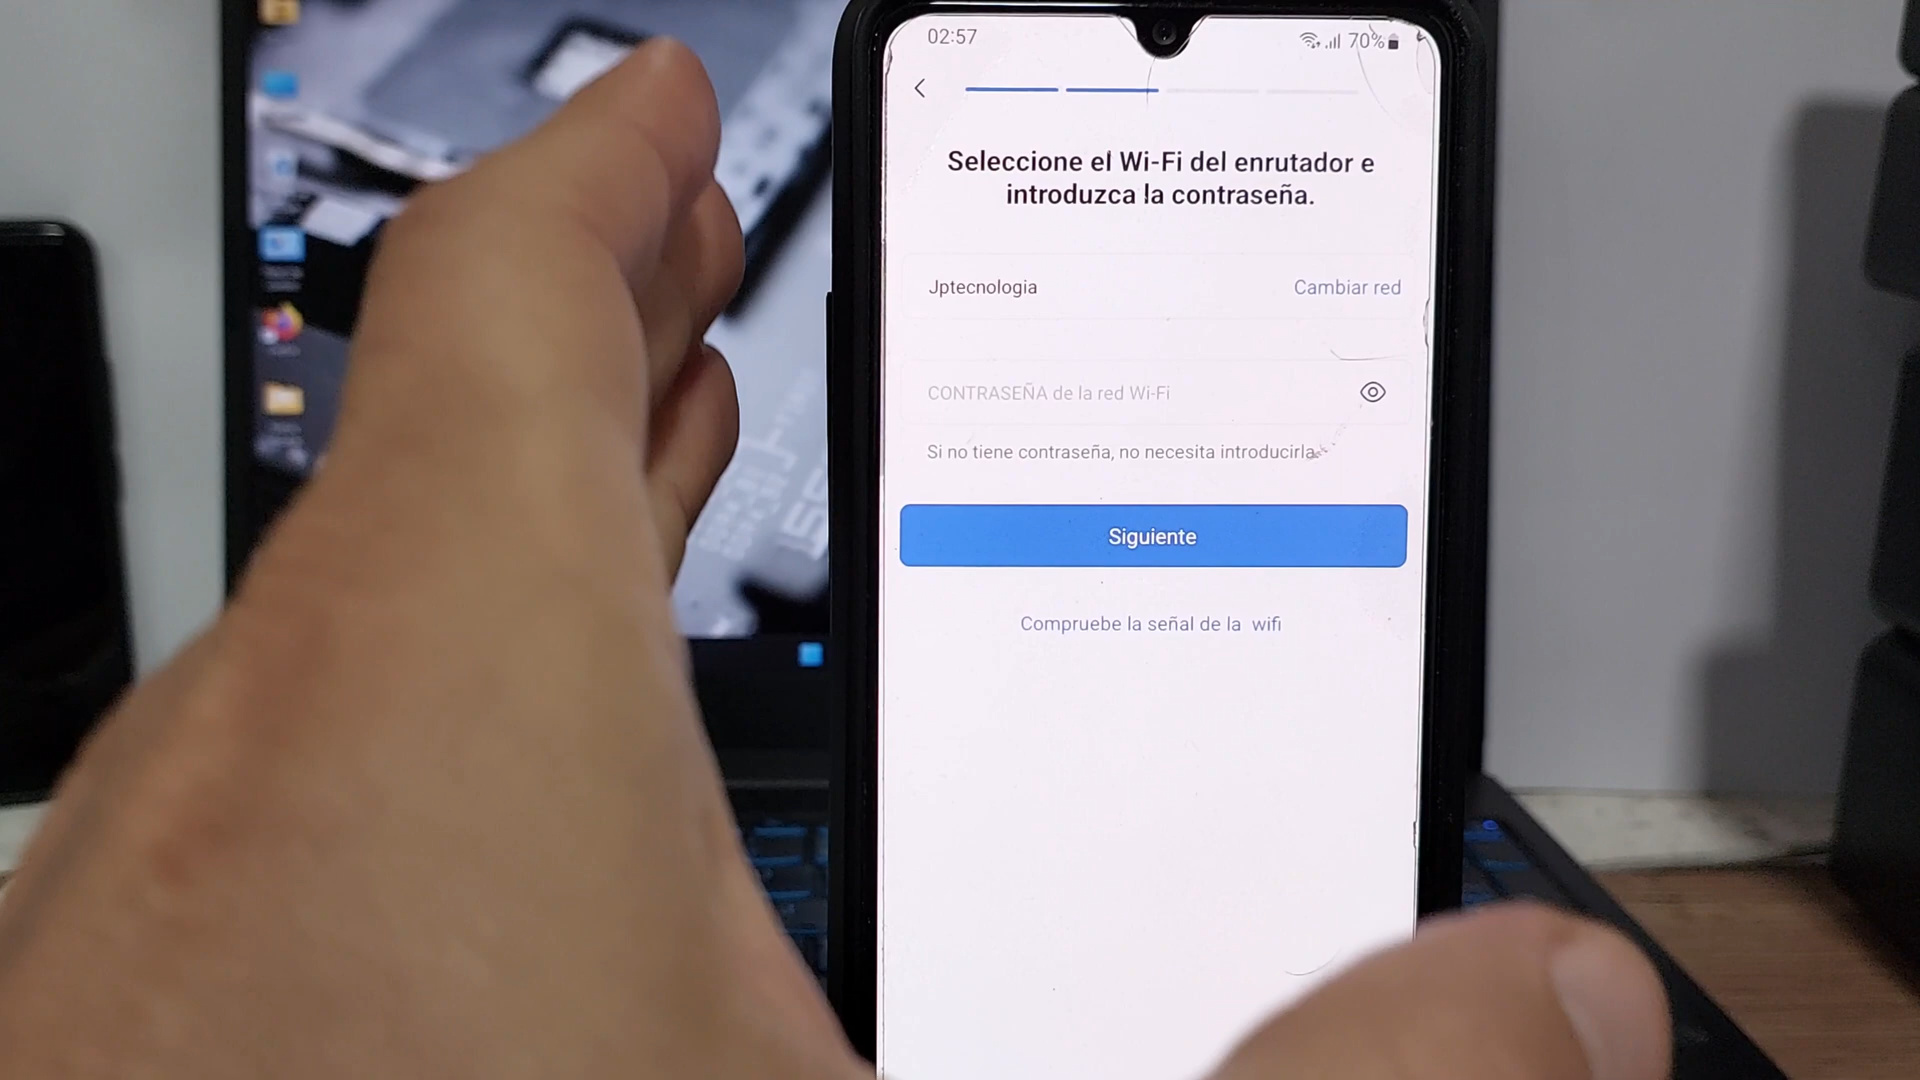 02:57
70%
Seleccione el Wi-Fi del enrutador e
introduzca la contraseña.
Jptecnologia
Cambiar red
CONTRASEÑA de la red Wi-Fi
Si no tiene contraseña, no necesita introducirla.
Siguiente
Compruebe la señal de la wifi